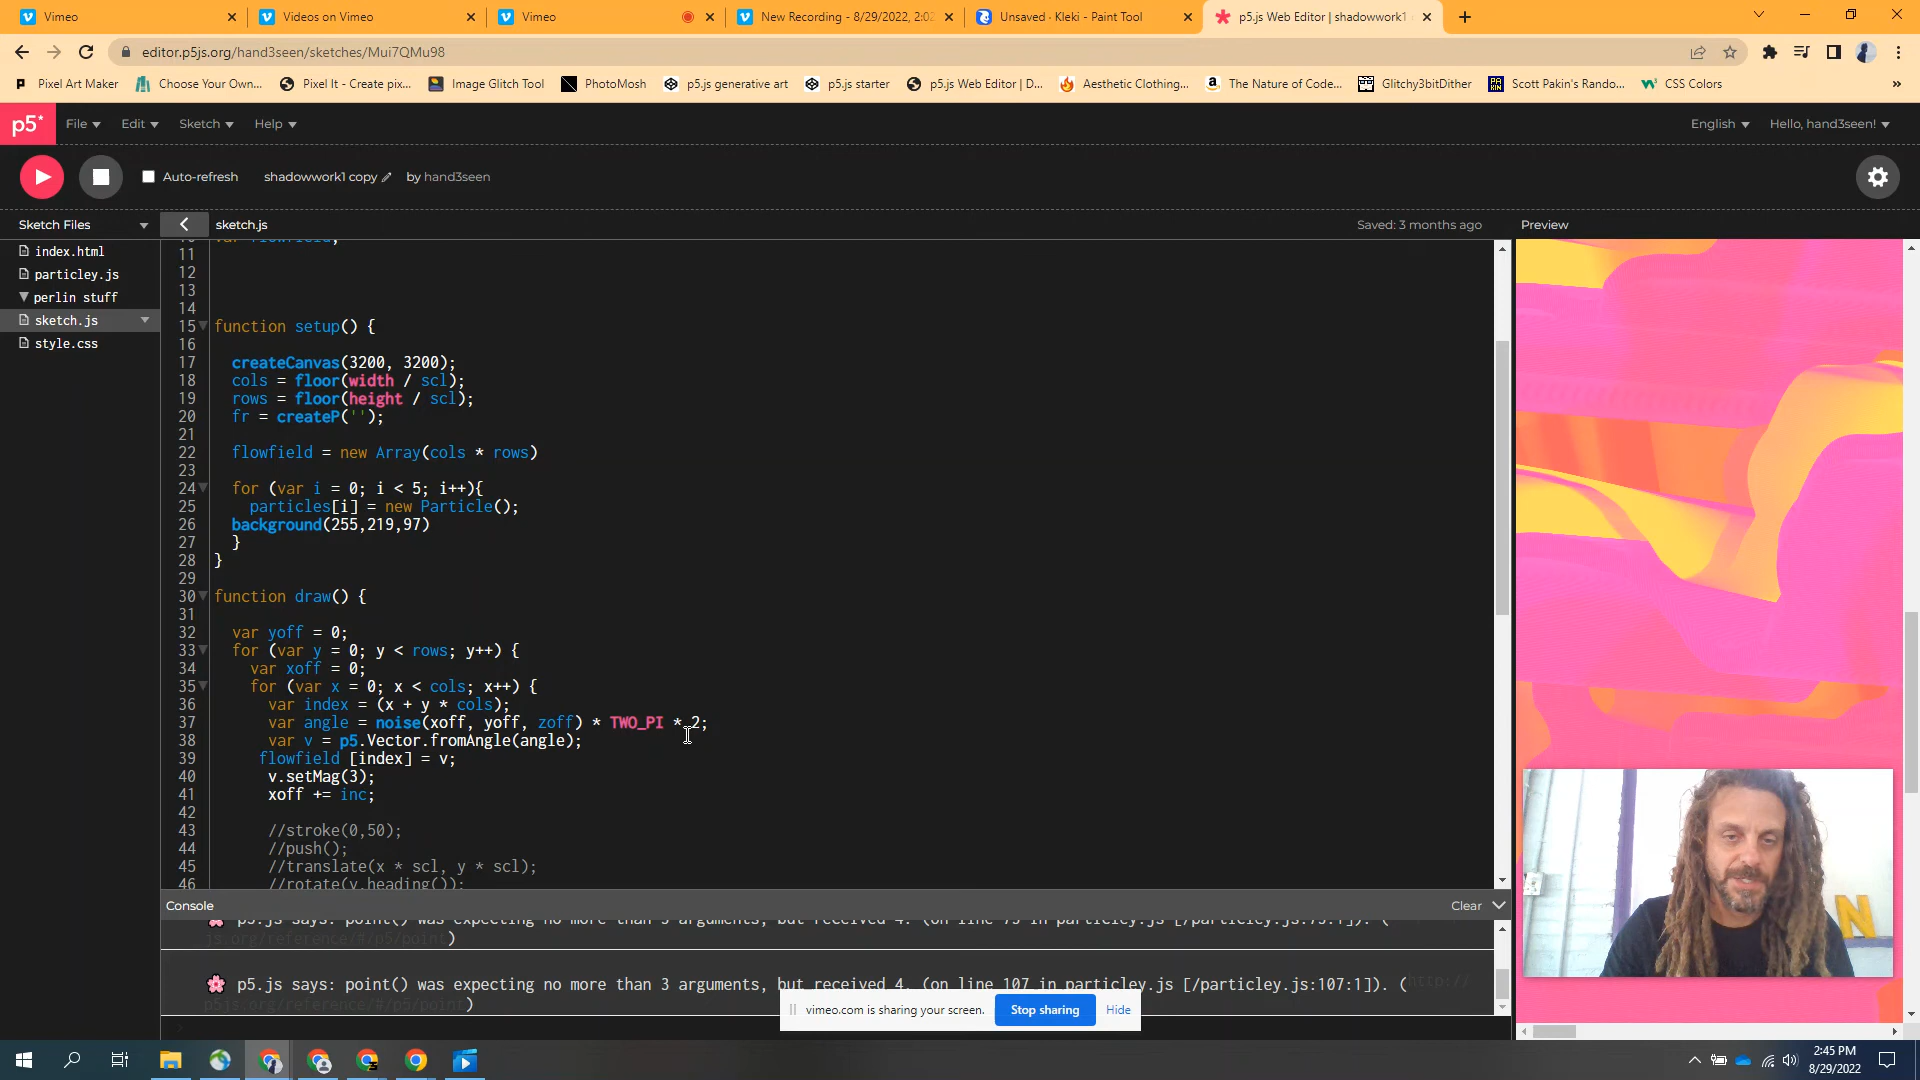 Vimeo
Videos on Vimeo
Vimeo
New Recording - 8/29/2022, 2:02
Unsaved · Kleki - Paint Tool
p5.js Web Editor | shadowwork1
editor.p5js.org/hand3seen/sketches/Mui7QMu98
Pixel Art Maker
Choose Your Own...
Pixel It - Create pix...
Image Glitch Tool
PhotoMosh
p5.js generative art
p5.js starter
p5.js Web Editor | D...
Aesthetic Clothing...
The Nature of Code...
Glitchy3bitDither
Scott Pakin's Rando...
CSS Colors
p5*
File
Edit
Sketch
Help
English
Hello, hand3seen!
Auto-refresh
shadowwork1 copy
by hand3seen
Sketch Files
sketch.js
Saved: 3 months ago
Preview
index.html
particley.js
perlin stuff
sketch.js
style.css
10 var flowfield;
11
12
13
14
15 function setup() {
16
17 createCanvas(3200, 3200);
18 cols = floor(width / scl);
19 rows = floor(height / scl);
20 fr = createP('');
21
22 flowfield = new Array(cols * rows)
23
24 for (var i = 0; i < 5; i++){
25 particles[i] = new Particle();
26 background(255,219,97)
27 }
28 }
29
30 function draw() {
31
32 var yoff = 0;
33 for (var y = 0; y < rows; y++) {
34 var xoff = 0;
35 for (var x = 0; x < cols; x++) {
36 var index = (x + y * cols);
37 var angle = noise(xoff, yoff, zoff) * TWO_PI * 2;
38 var v = p5.Vector.fromAngle(angle);
39 flowfield [index] = v;
40 v.setMag(3);
41 xoff += inc;
42
43 //stroke(0,50);
44 //push();
45 //translate(x * scl, y * scl);
46 //rotate(v.heading());
Console
Clear
p5.js says: point() was expecting no more than 3 arguments, but received 4. (on line 75 in particley.js [/particley.js:75:1]). (
js.org/reference/#/p5/point)
p5.js says: point() was expecting no more than 3 arguments, but received 4. (on line 107 in particley.js [/particley.js:107:1]). (http://
p5js.org/reference/#/p5/point)
vimeo.com is sharing your screen.
Stop sharing
Hide
N
2:45 PM
8/29/2022